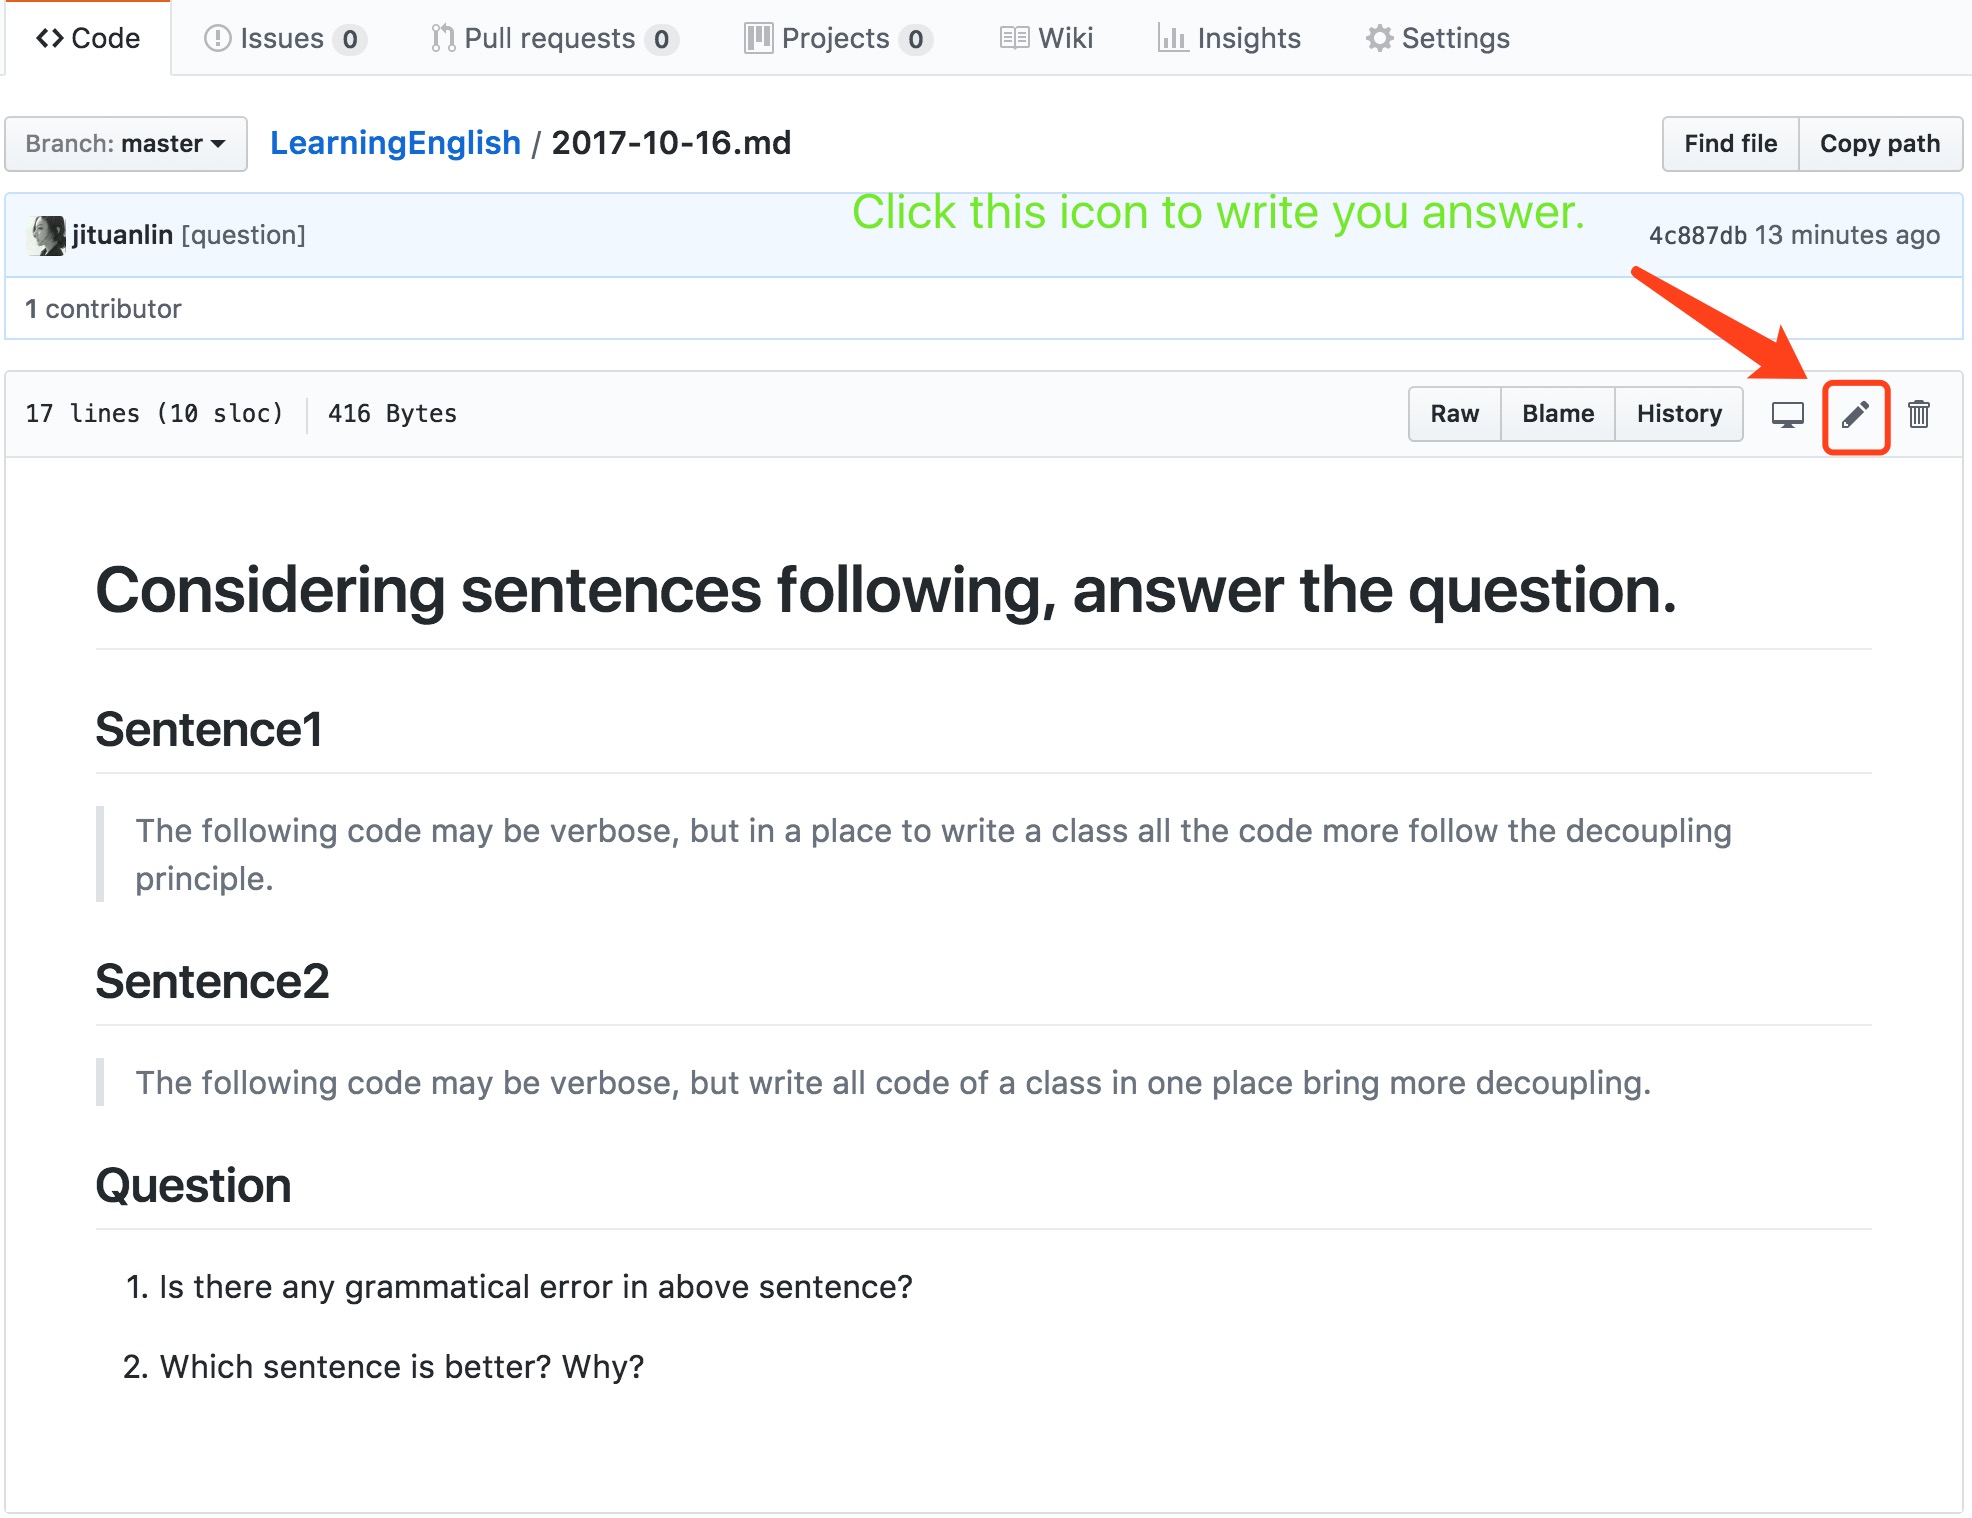 Code Issues 0 Pull requests 0 Projects 0 Wiki Insights Settings
Branch: master LearningEnglish / 2017-10-16.md Find file Copy path
Click this icon to write you answer.
jituanlin [question] 4c887db 13 minutes ago
1 contributor
17 lines (10 sloc) 416 Bytes Raw Blame History
Considering sentences following, answer the question.
Sentence1
The following code may be verbose, but in a place to write a class all the code more follow the decoupling
principle.
Sentence2
The following code may be verbose, but write all code of a class in one place bring more decoupling.
Question
1. Is there any grammatical error in above sentence?
2. Which sentence is better? Why?